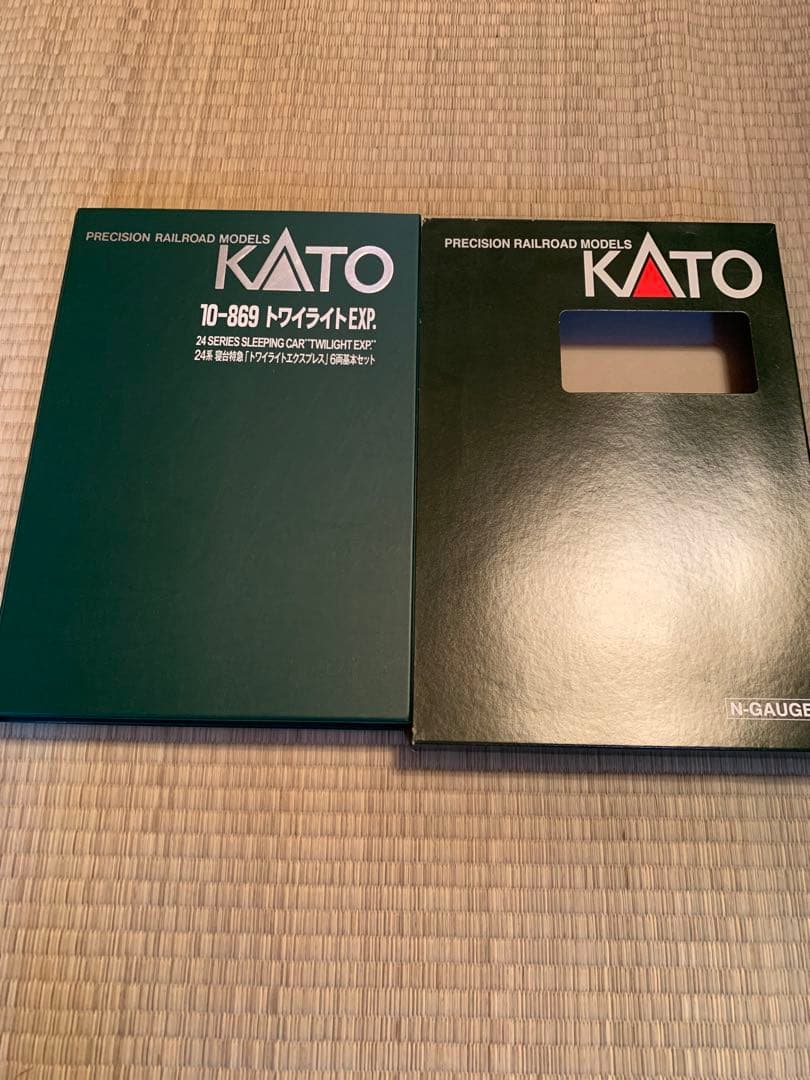 PRECISION RAILROAD MODELS
KATO
10-869 トワイライトEXP.
24 SERIES SLEEPING CAR "TWILIGHT EXP."
24系 寝台特急「トワイライトエクスプレス」6両基本セット
PRECISION RAILROAD MODELS
KATO
N-GAUGE